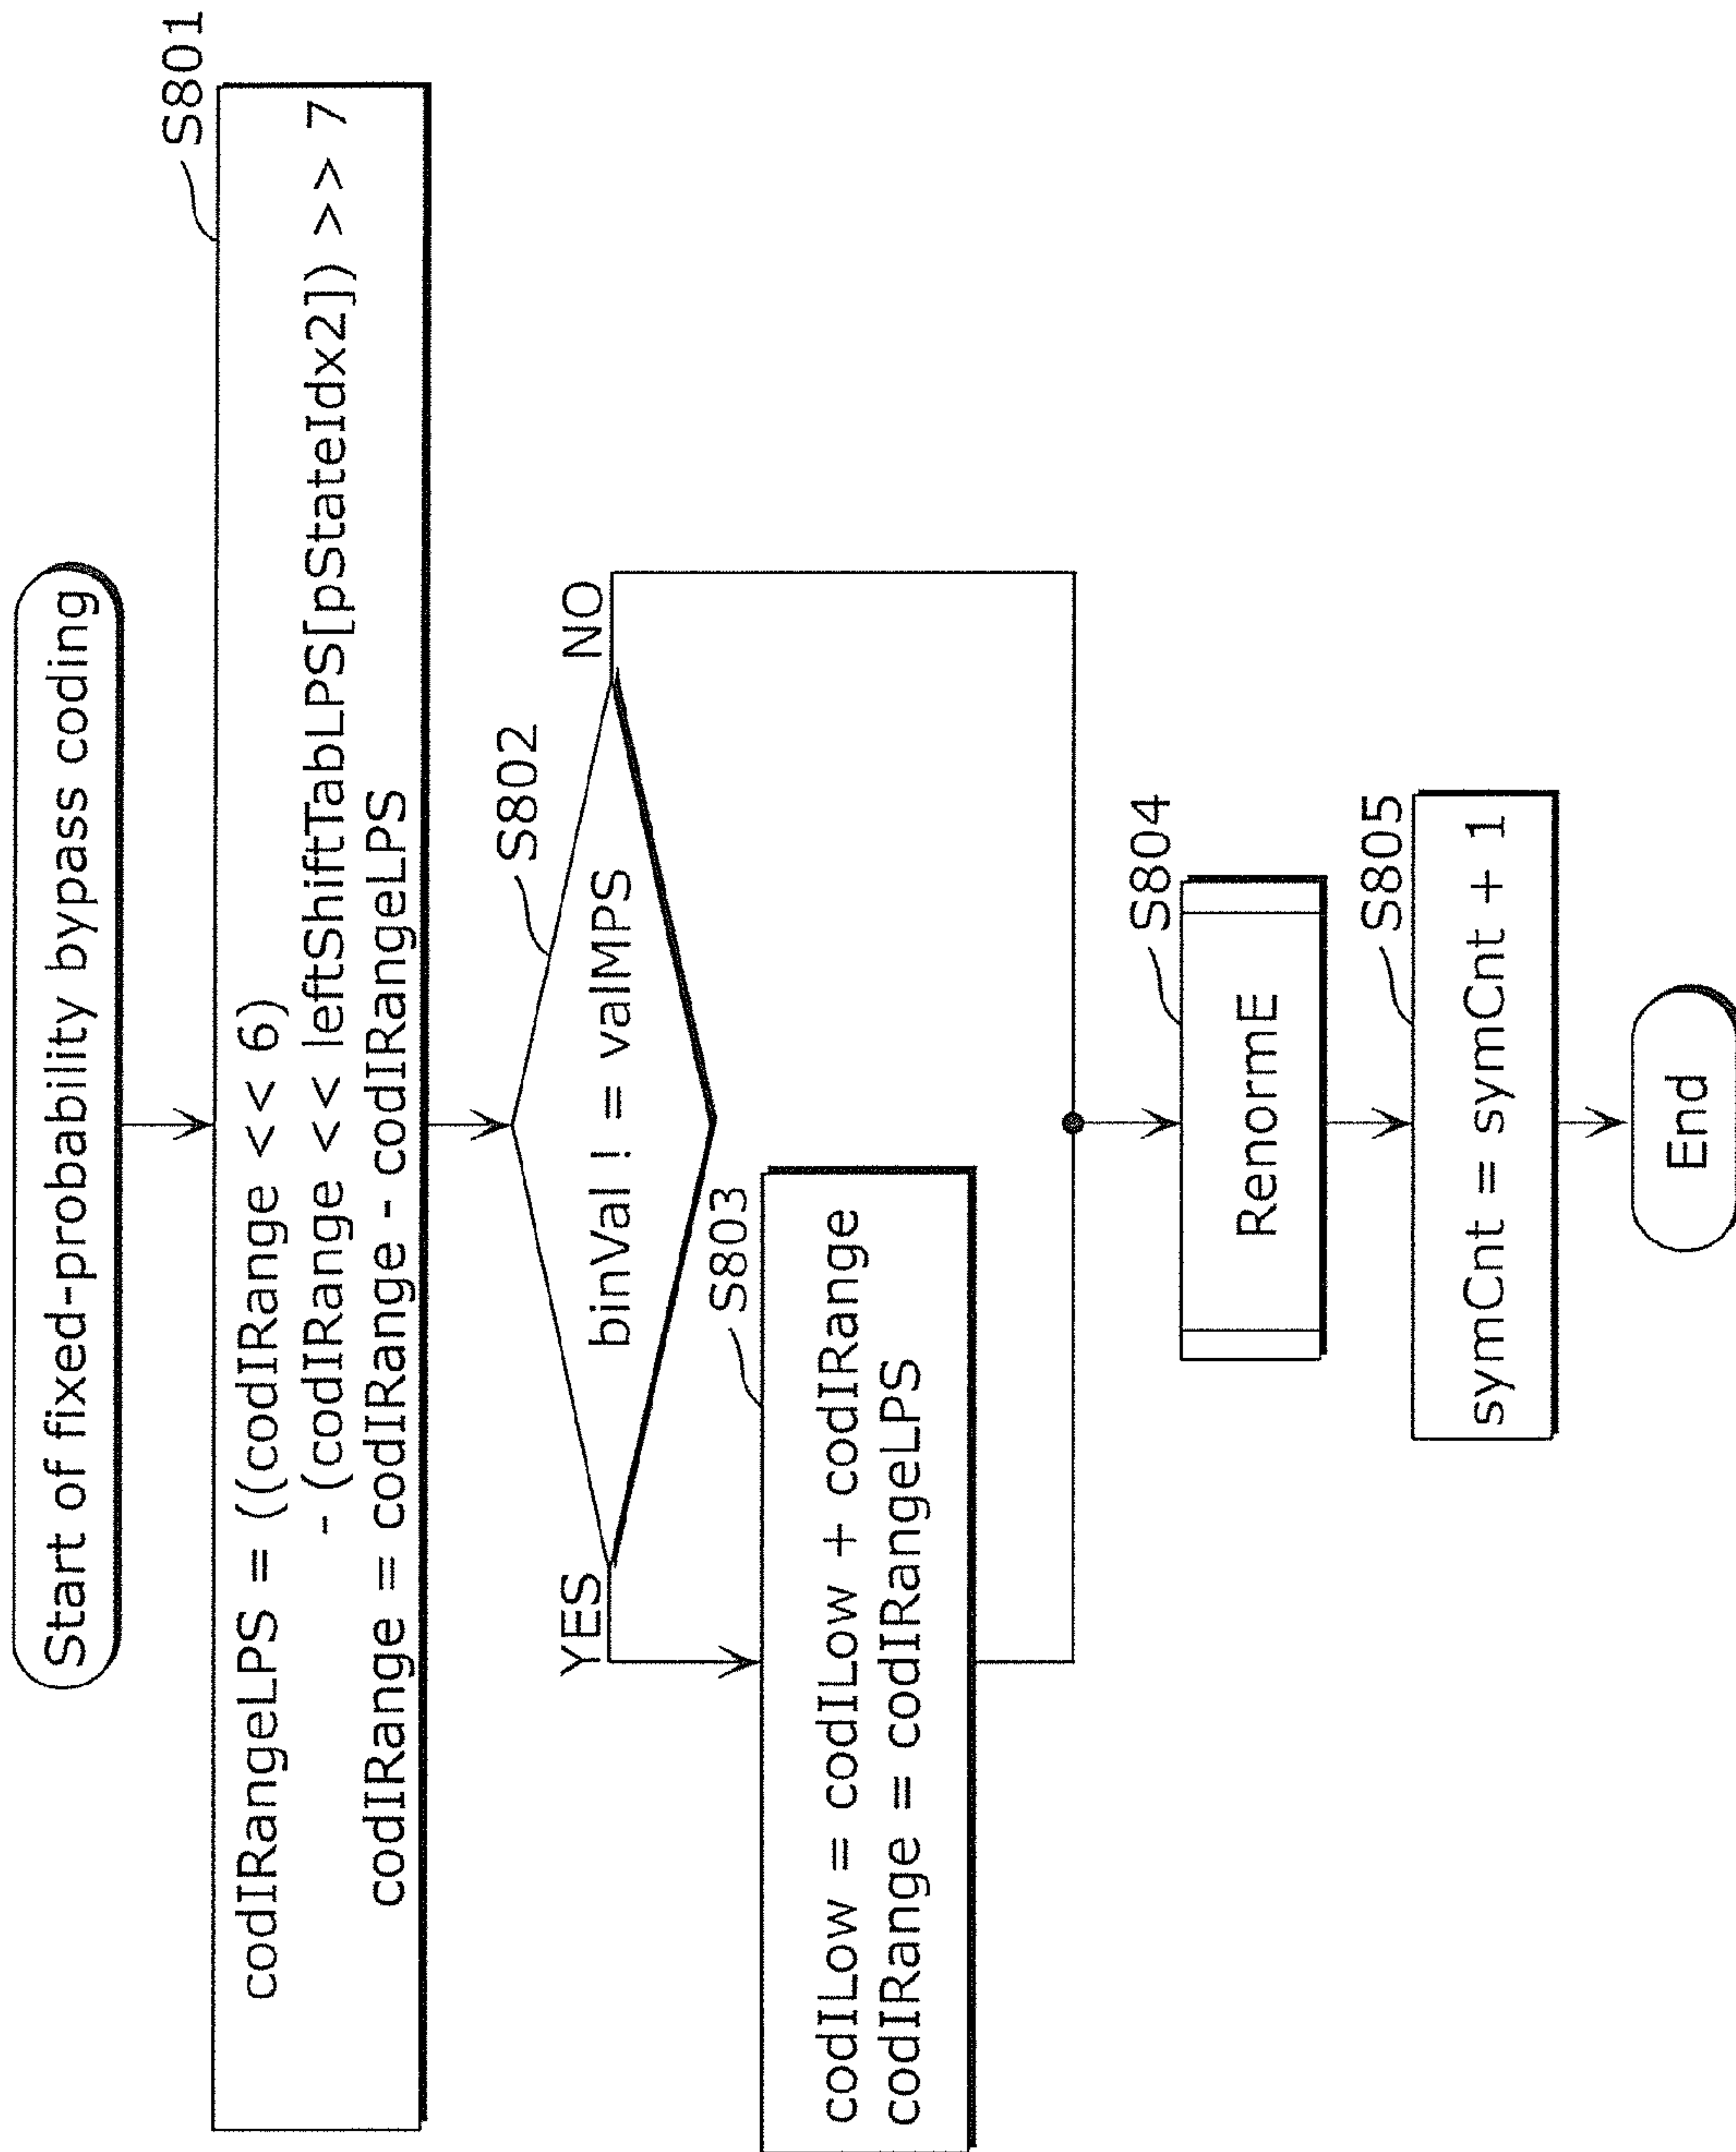 Start of fixed-probability bypass coding
S801
codIRangeLPS = ((codIRange << 6)
- (codIRange << leftShiftTabLPS[pStateIdx2]) >> 7
codIRange = codIRange - codIRangeLPS
S802
binVal != valMPS
YES
NO
S803
codILow = codILow + codIRange
codIRange = codIRangeLPS
S804
RenormE
S805
symCnt = symCnt + 1
End